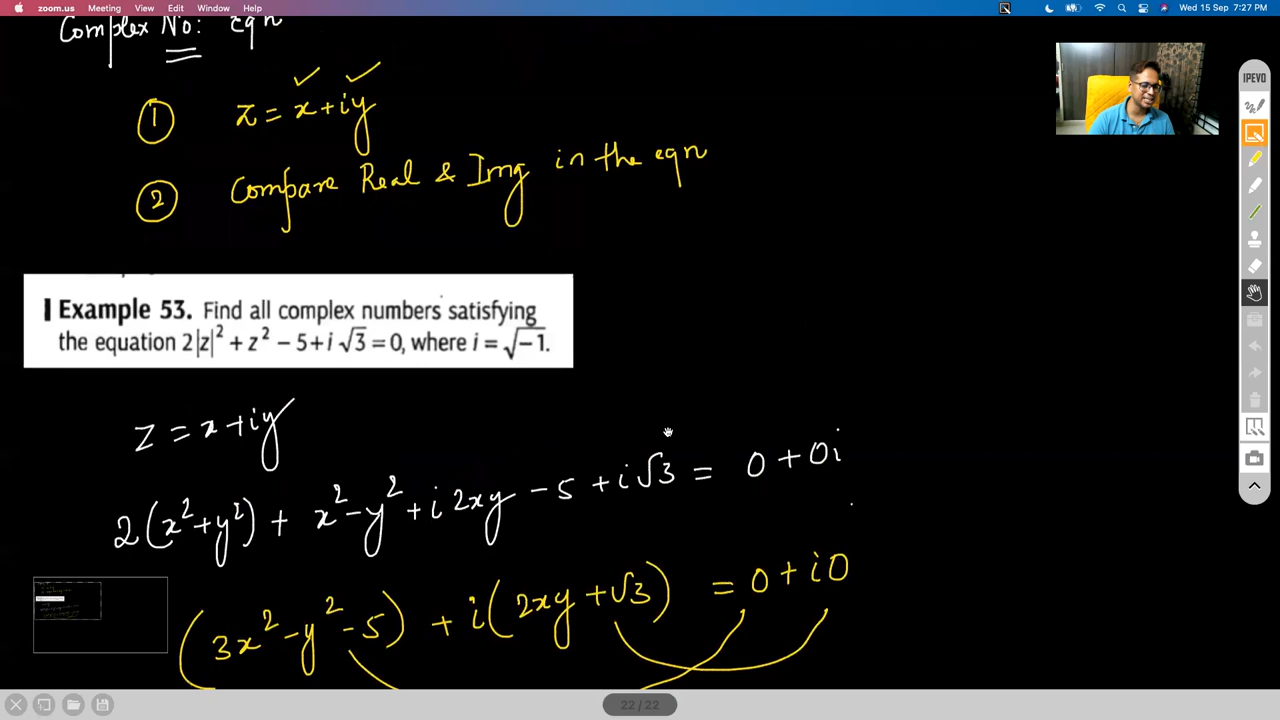 zoom.us Meeting View Edit Window Help Wed 15 Sep 7:27 PM
Complex No: Eqn
① z = x + iy
② Compare Real & Img in the eqn
IPEVO
Example 53. Find all complex numbers satisfying
the equation 2|z|² + z² − 5 + i √3 = 0, where i = √−1.
z = x + iy
2(x² + y²) + x² − y² + i 2xy − 5 + i√3 = 0 + 0i
(3x² − y² − 5) + i(2xy + √3) = 0 + i0
22 / 22